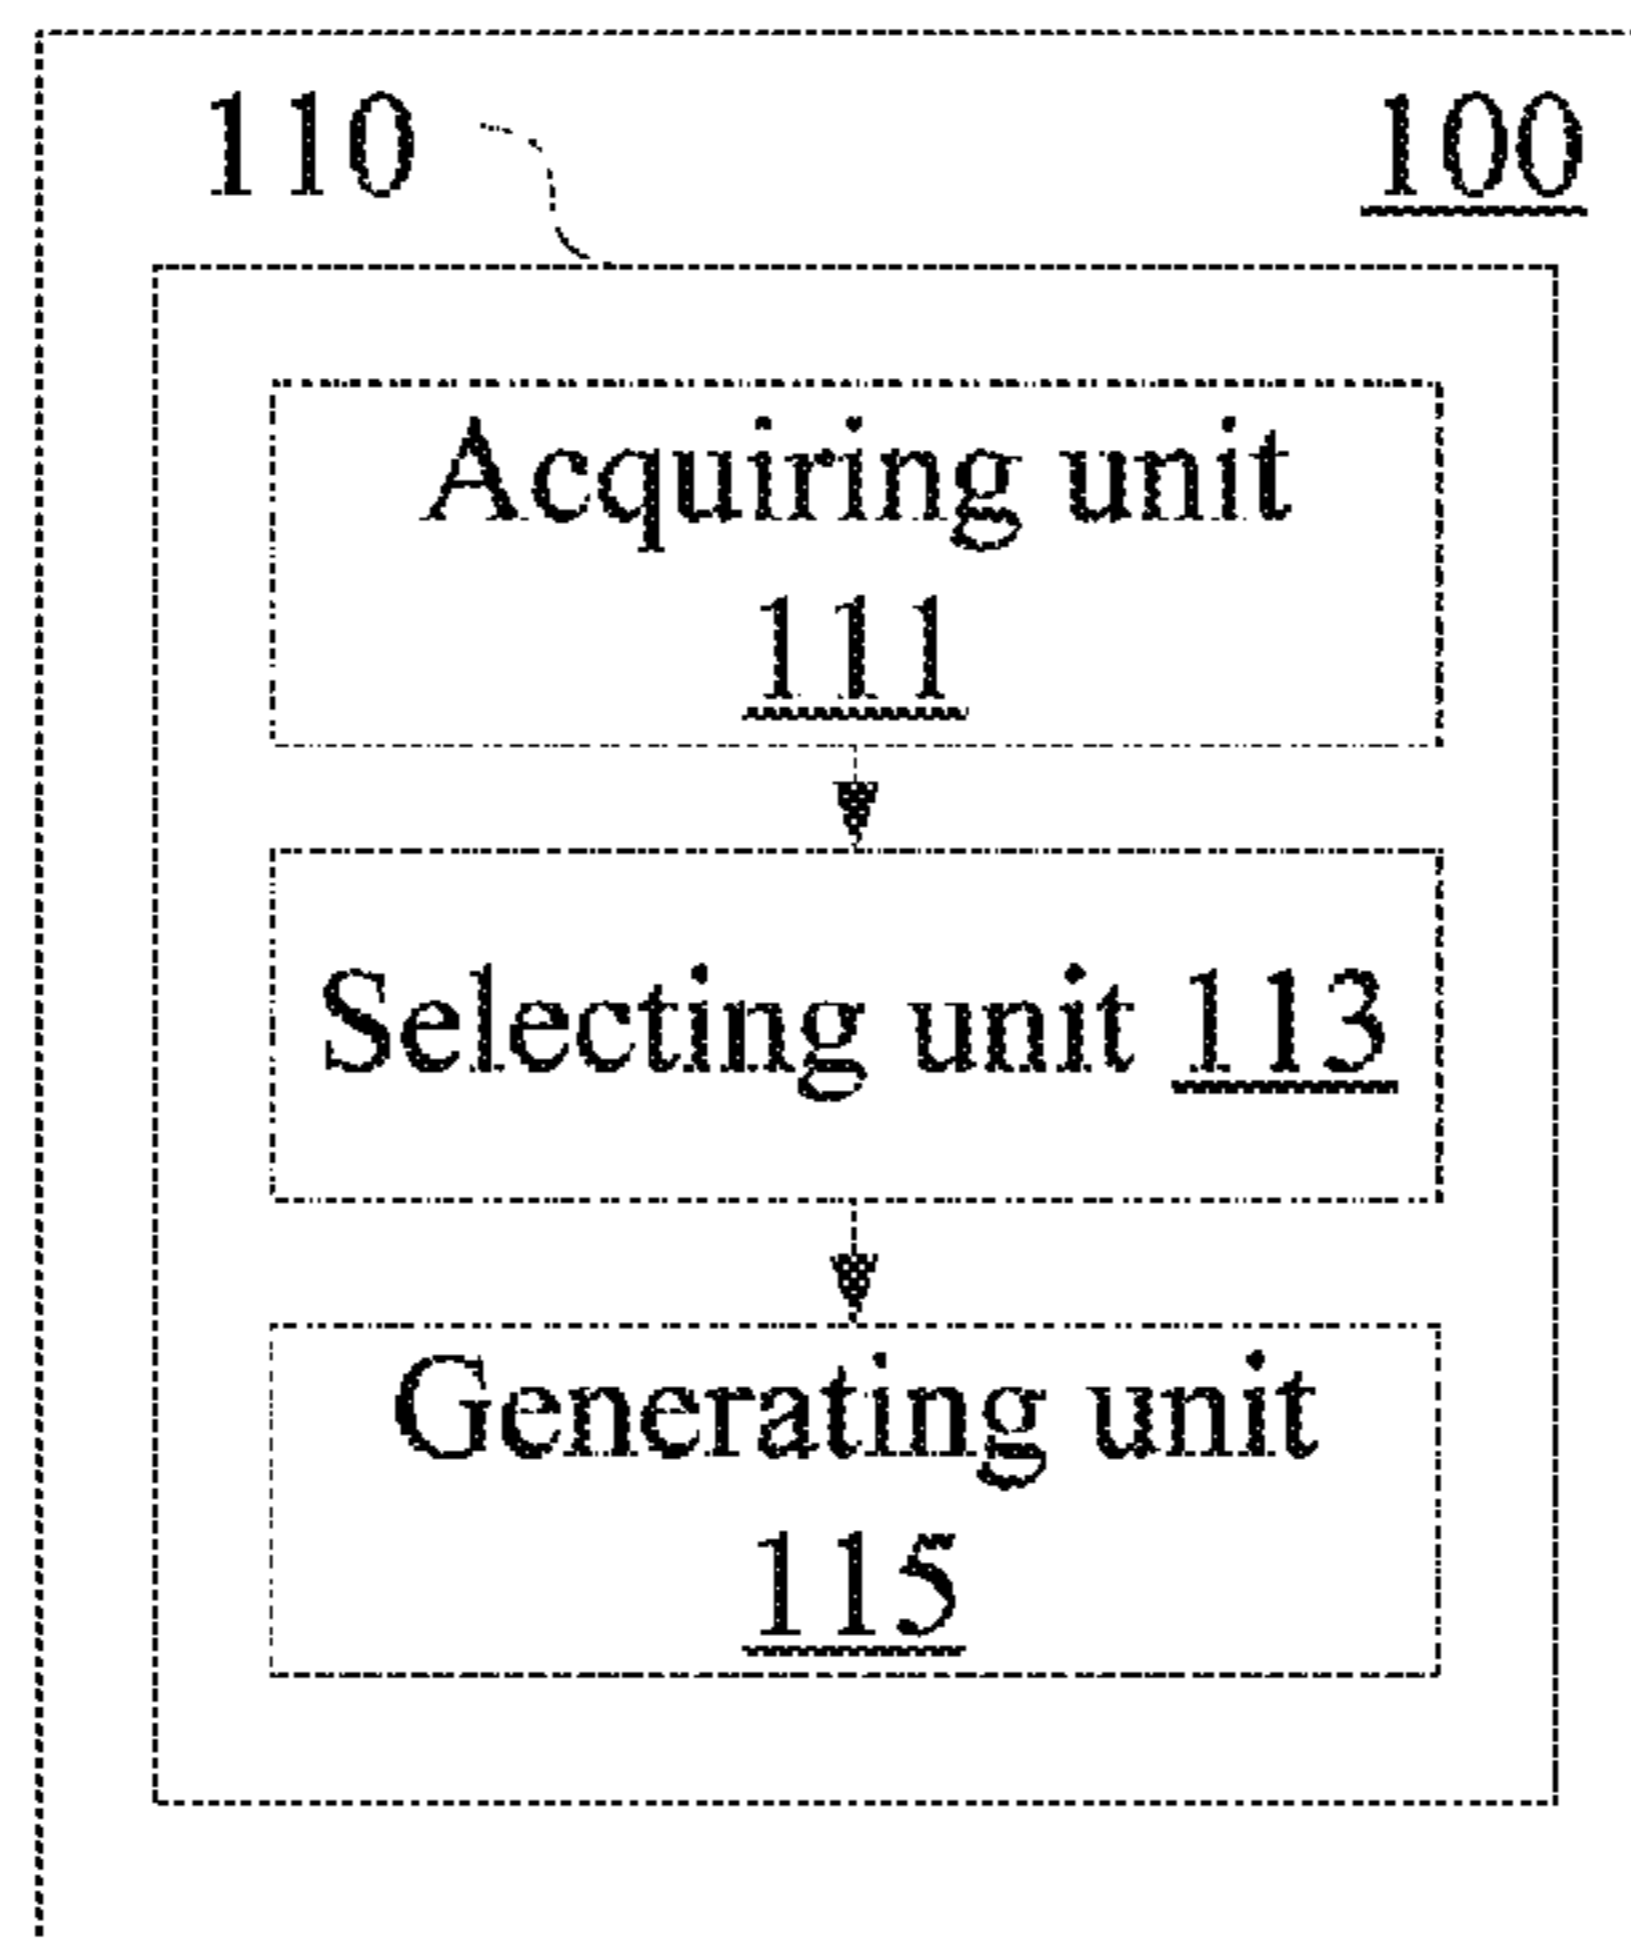 110 100
Acquiring unit
111
Selecting unit 113
Generating unit
115